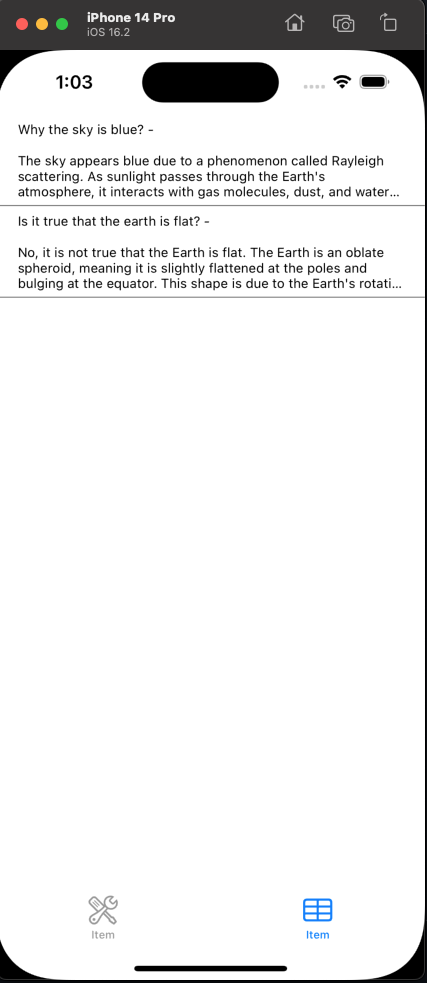 iPhone 14 Pro
iOS 16.2
1:03
Why the sky is blue? -
The sky appears blue due to a phenomenon called Rayleigh
scattering. As sunlight passes through the Earth's
atmosphere, it interacts with gas molecules, dust, and water...
Is it true that the earth is flat? -
No, it is not true that the Earth is flat. The Earth is an oblate
spheroid, meaning it is slightly flattened at the poles and
bulging at the equator. This shape is due to the Earth's rotati...
Item
Item